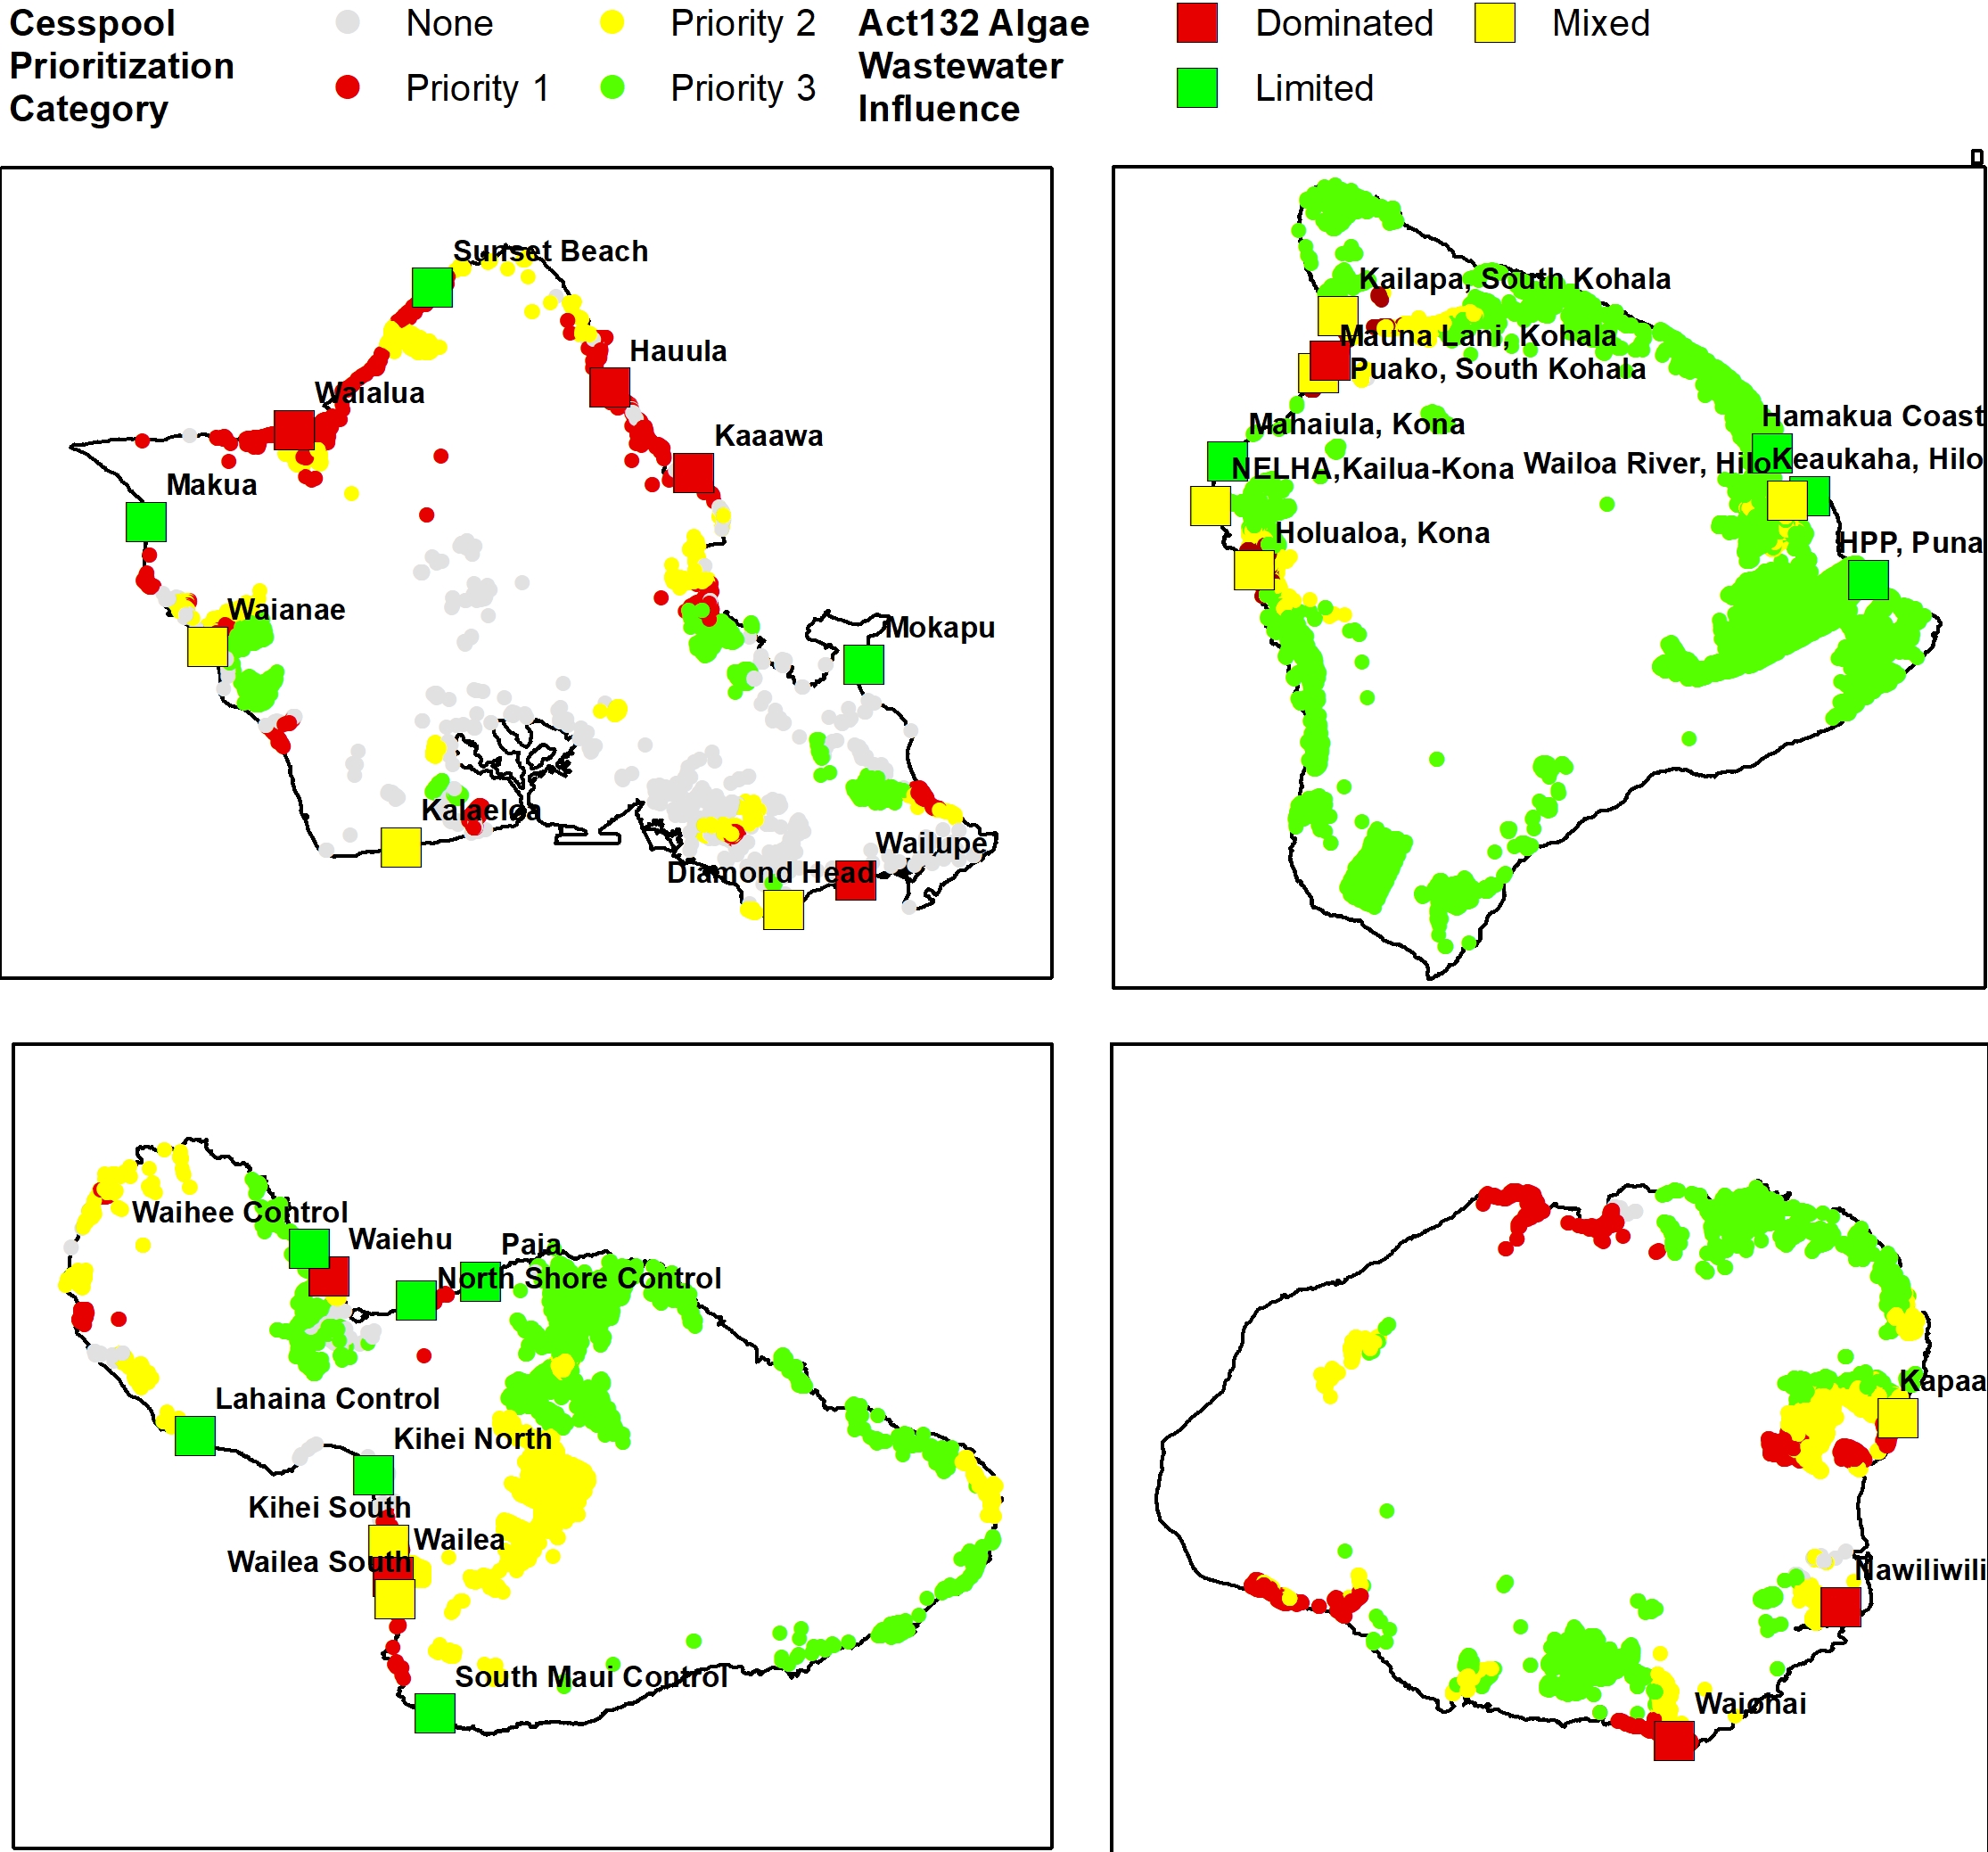 Cesspool
Prioritization
Category
None
Priority 1
Priority 2
Priority 3
Act132 Algae
Wastewater
Influence
Dominated
Limited
Mixed
Sunset Beach
Hauula
Waialua
Kaaawa
Makua
Waianae
Mokapu
Kalaeloa
Wailupe
Diamond Head
Kailapa, South Kohala
Mauna Lani, Kohala
Puako, South Kohala
Mahaiula, Kona
Hamakua Coast
NELHA,Kailua-Kona
Wailoa River, Hilo
Keaukaha, Hilo
Holualoa, Kona
HPP, Puna
Waihee Control
Waiehu
Paia
North Shore Control
Lahaina Control
Kihei North
Kihei South
Wailea
Wailea South
South Maui Control
Kapaa
Nawiliwili
Waiohai